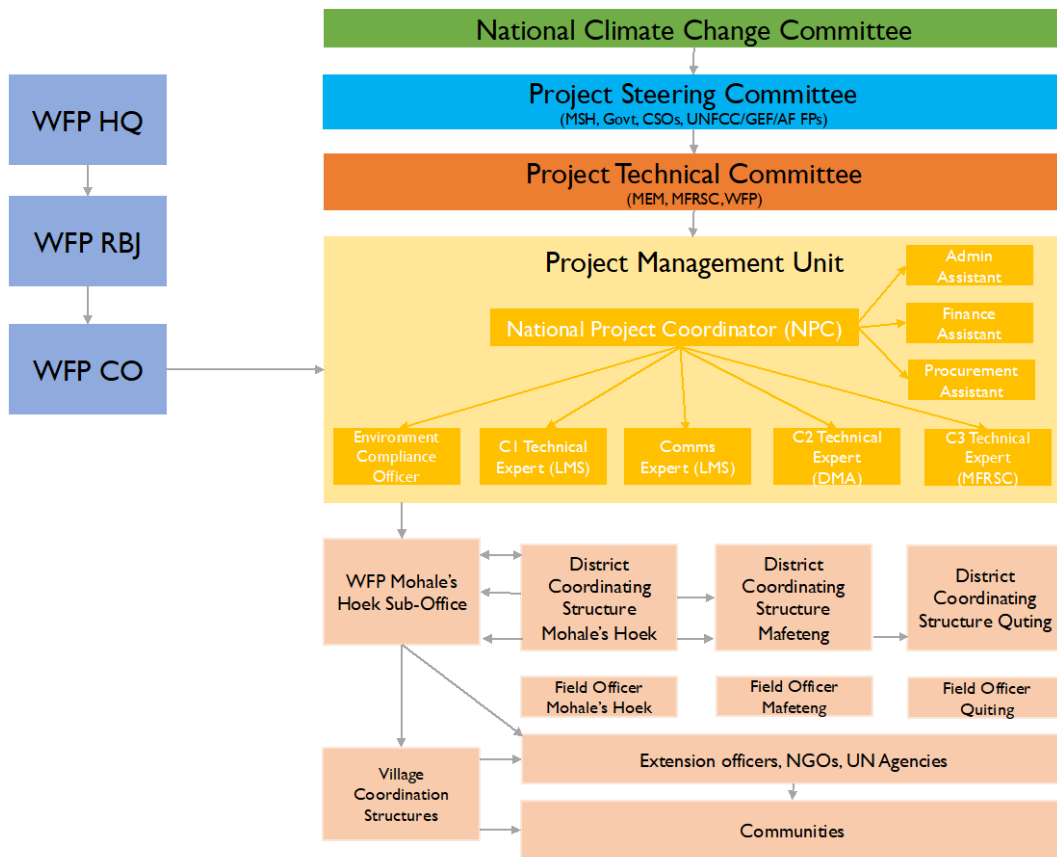 National Climate Change Committee
Project Steering Committee
(MSH, Govt, CSOs, UNFCC/GEF/AF FPs)
Project Technical Committee
(MEM, MFRSC, WFP)
WFP HQ
WFP RBJ
WFP CO
Project Management Unit
National Project Coordinator (NPC)
Admin
Assistant
Finance
Assistant
Procurement
Assistant
Environment
Compliance
Officer
C1 Technical
Expert (LMS)
Comms
Expert (LMS)
C2 Technical
Expert
(DMA)
C3 Technical
Expert
(MFRSC)
WFP Mohale's
Hoek Sub-Office
District
Coordinating
Structure
Mohale's Hoek
District
Coordinating
Structure
Mafeteng
District
Coordinating
Structure Quting
Field Officer
Mohale's Hoek
Field Officer
Mafeteng
Field Officer
Quiting
Village
Coordination
Structures
Extension officers, NGOs, UN Agencies
Communities